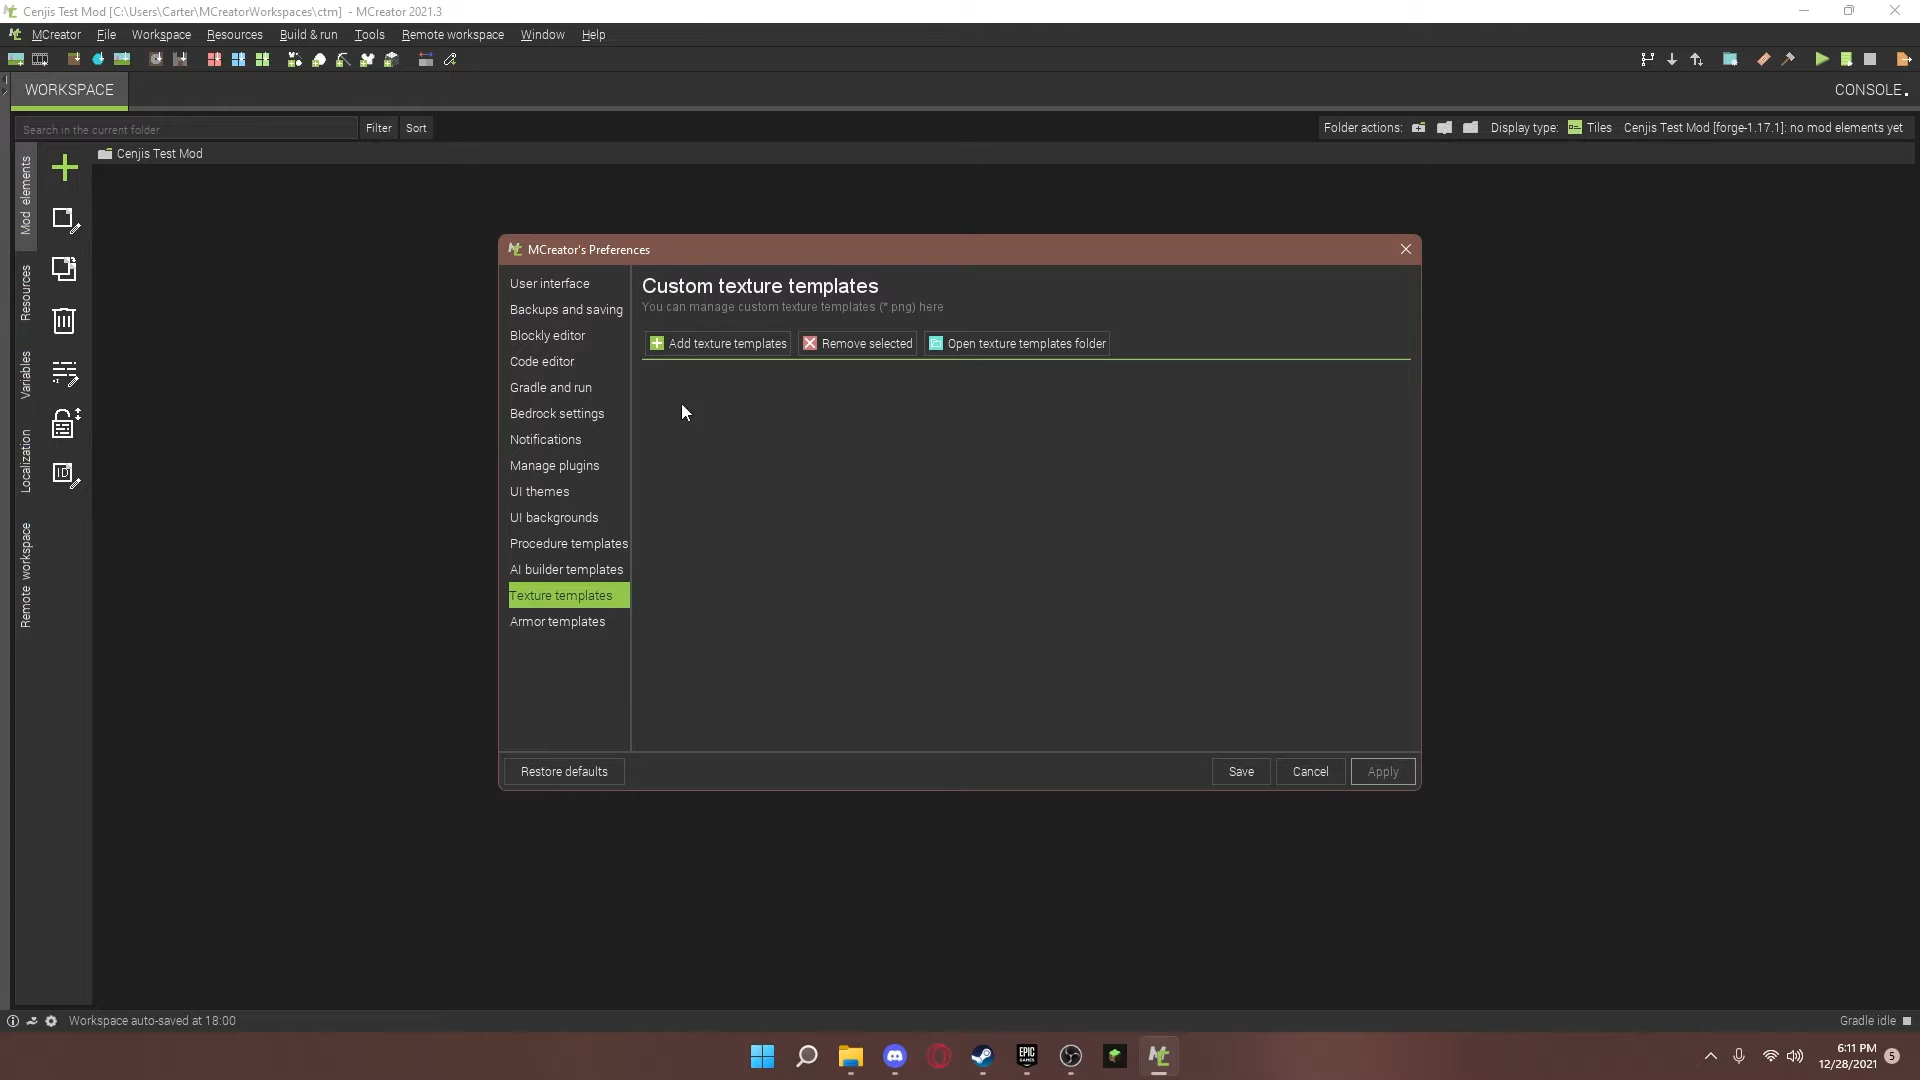 Cenjis Test Mod [C:\Users\Carter\MCreatorWorkspaces\ctm] - MCreator 2021.3
MCreator File Workspace Resources Build & run Tools Remote workspace Window Help
WORKSPACE
CONSOLE
Search in the current folder
Filter Sort
Folder actions: Display type: Tiles Cenjis Test Mod [forge-1.17.1]: no mod elements yet
Cenjis Test Mod
Mod elements
Resources
Variables
Localization
Remote workspace
MCreator's Preferences
User interface
Backups and saving
Blockly editor
Code editor
Gradle and run
Bedrock settings
Notifications
Manage plugins
UI themes
UI backgrounds
Procedure templates
AI builder templates
Texture templates
Armor templates
Custom texture templates
You can manage custom texture templates (*.png) here
Add texture templates Remove selected Open texture templates folder
Restore defaults
Save Cancel Apply
Workspace auto-saved at 18:00
Gradle idle
EPIC
GAMES
6:11 PM
12/28/2021
5